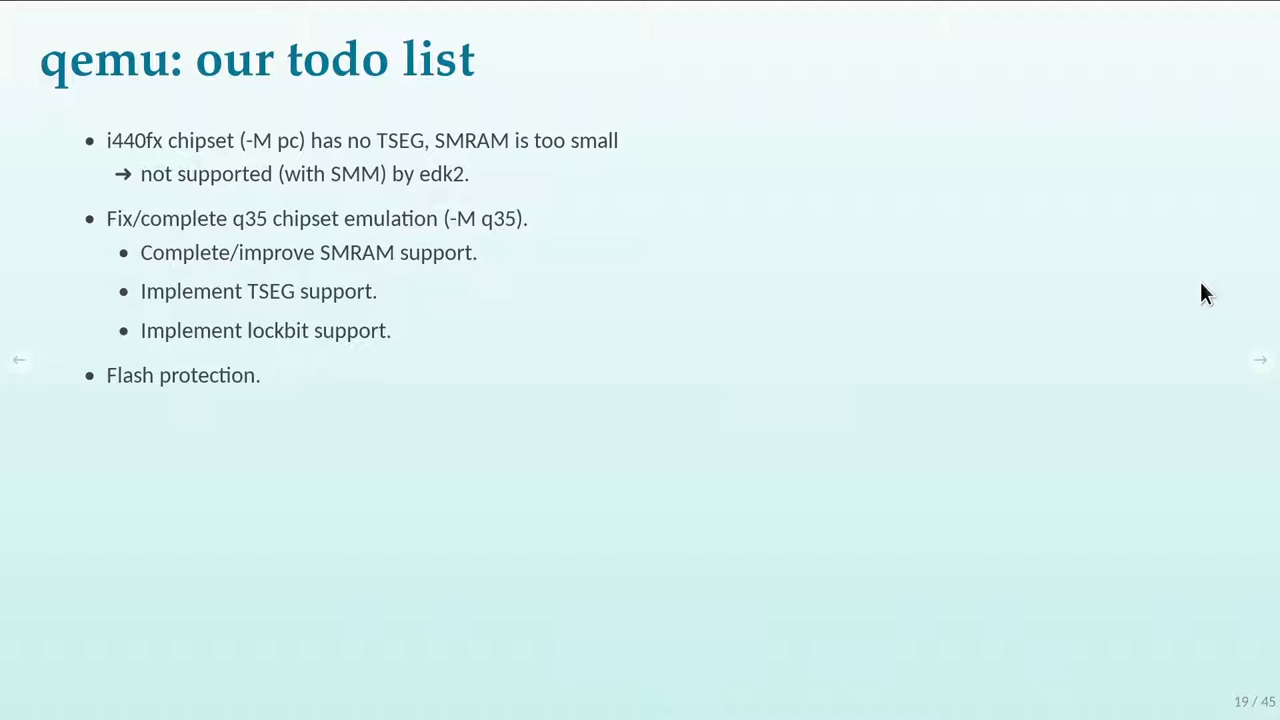 qemu: our todo list
• i440fx chipset (-M pc) has no TSEG, SMRAM is too small
➜ not supported (with SMM) by edk2.
• Fix/complete q35 chipset emulation (-M q35).
• Complete/improve SMRAM support.
• Implement TSEG support.
• Implement lockbit support.
← →
• Flash protection.
19 / 45